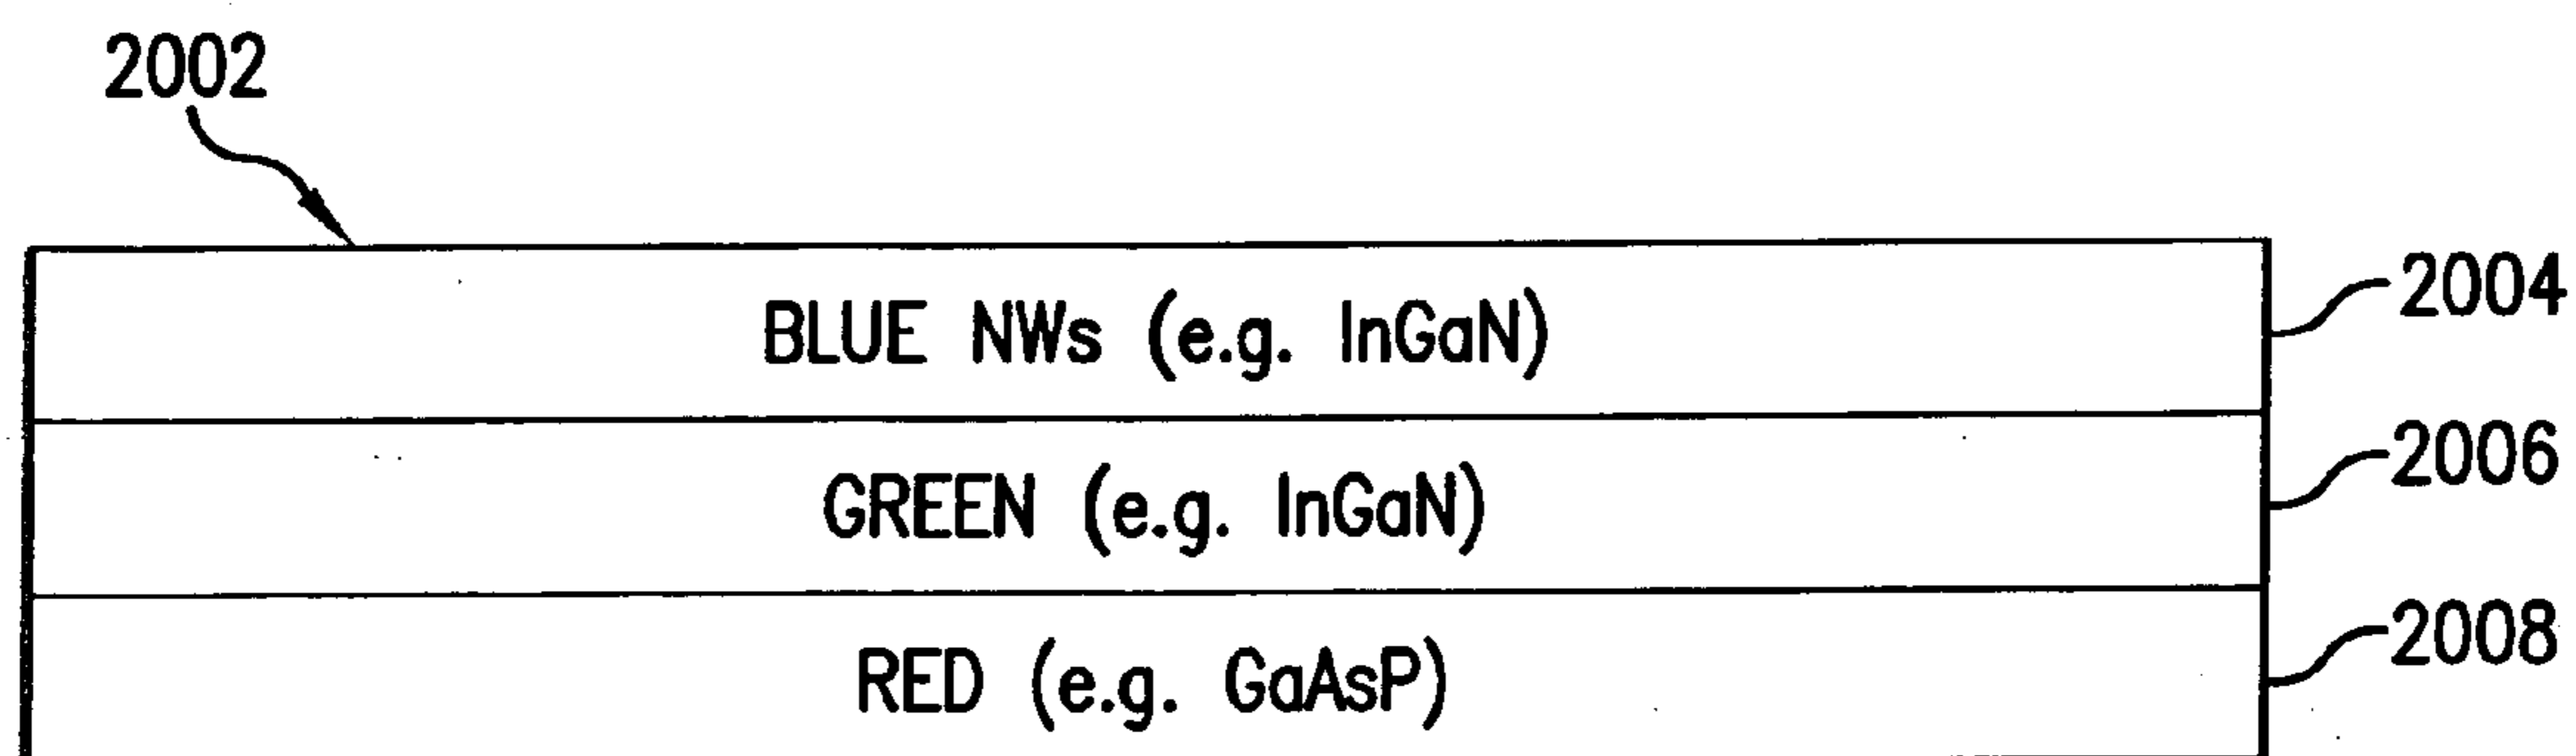 2002
BLUE NWs (e.g. InGaN)
2004
GREEN (e.g. InGaN)
2006
RED (e.g. GaAsP)
2008